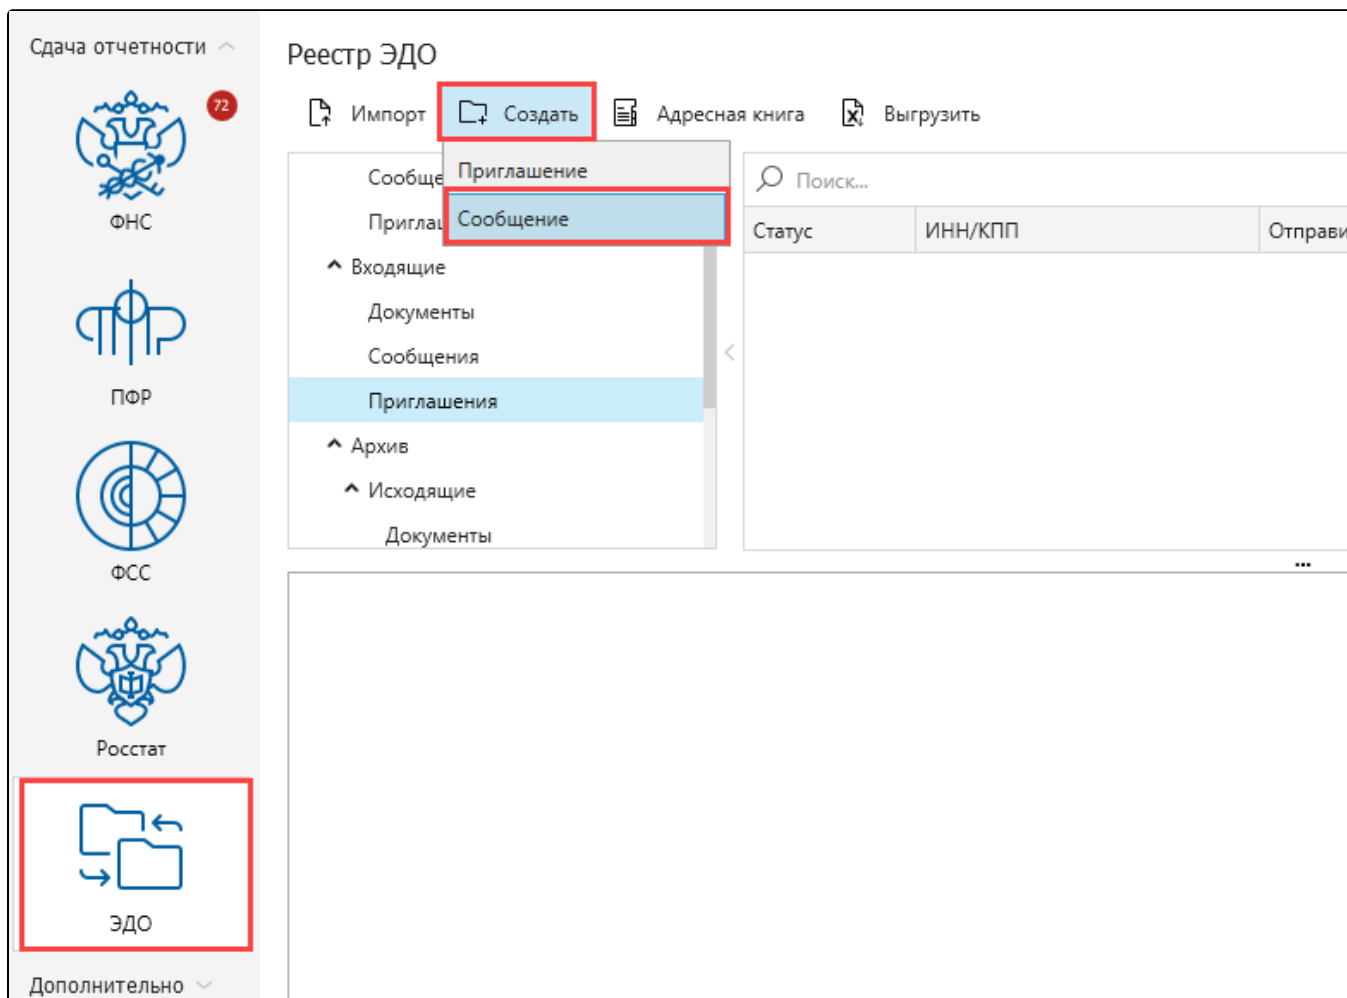 Сдача отчетности
72
ФНС
ПФР
ФСС
Росстат
ЭДО
Дополнительно
Реестр ЭДО
Импорт
Создать
Адресная книга
Выгрузить
Приглашение
Сообщение
Входящие
Документы
Сообщения
Приглашения
Архив
Исходящие
Документы
Поиск...
Статус
ИНН/КПП
...